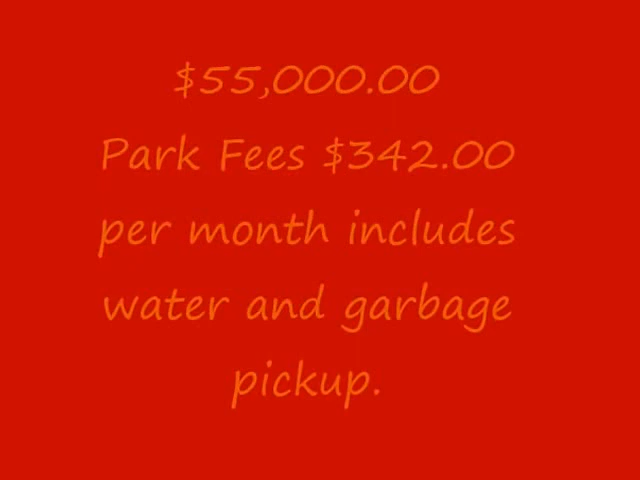 $55,000.00
Park Fees $342.00
per month includes
water and garbage
pickup.